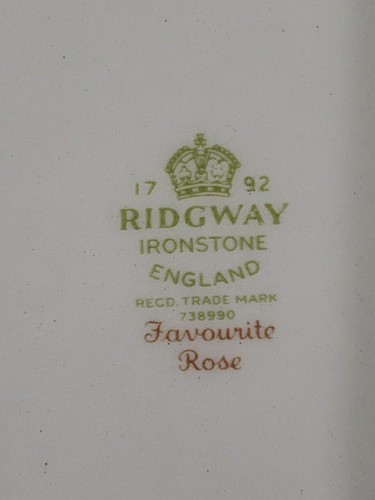 17 92
RIDGWAY
IRONSTONE
ENGLAND
REGD. TRADE MARK
738990
Favourite
Rose